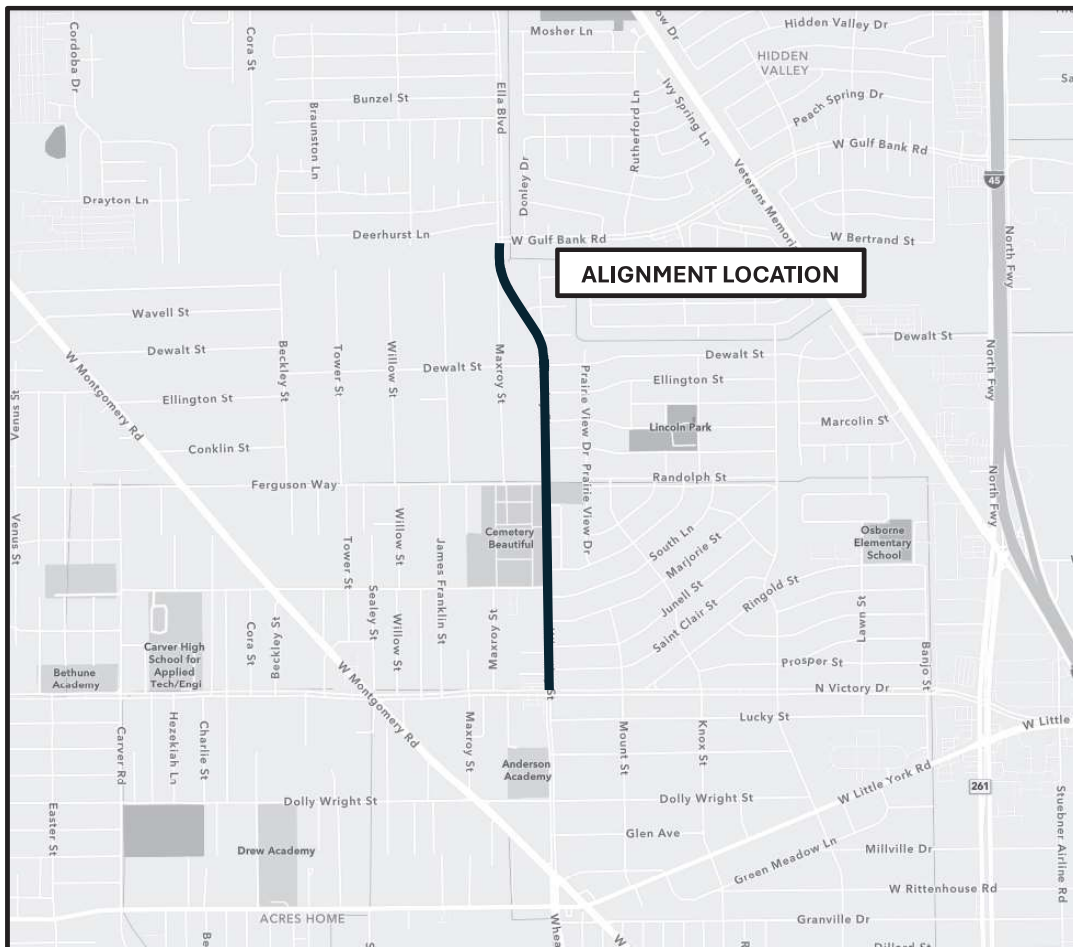 Cordoba Dr
Cora St
Mosher Ln
ow Dr
Hidden Valley Dr
HIDDEN
VALLEY
Bunzel St
Braunston Ln
Ella Blvd
Rutherford Ln
Ivy Spring Ln
Peach Spring Dr
W Gulf Bank Rd
Donley Dr
Veterans Memori
45
North Fwy
Drayton Ln
Deerhurst Ln
W Gulf Bank Rd
W Bertrand St
ALIGNMENT LOCATION
Wavell St
Dewalt St
Beckley St
Tower St
Willow St
Dewalt St
Maxroy St
Prairie View Dr
Dewalt St
Dewalt St
North Fwy
W Montgomery Rd
Venus St
Ellington St
Ellington St
Lincoln Park
Marcolin St
Conklin St
Ferguson Way
Prairie View Dr
Randolph St
North Fwy
Venus St
Cemetery
Beautiful
Willow St
Tower St
James Franklin St
South Ln
Marjorie St
Osborne
Elementary
School
Junell St
Ringold St
Saint Clair St
Sealey St
Willow St
Maxroy St
Lawn St
Banjo St
Carver High
School for
Applied
Tech/Engi
Cora St
Beckley St
Bethune
Academy
Prosper St
W Montgomery Rd
St
N Victory Dr
Lucky St
W Little
Carver Rd
Hezekiah Ln
Charlie St
Maxroy St
Mount St
Knox St
Anderson
Academy
W Little York Rd
261
Easter St
Dolly Wright St
Dolly Wright St
Stuebner Airline Rd
Glen Ave
Green Meadow Ln
Millville Dr
Drew Academy
W Rittenhouse Rd
ACRES HOME
Whea
W
Granville Dr
Dillard St